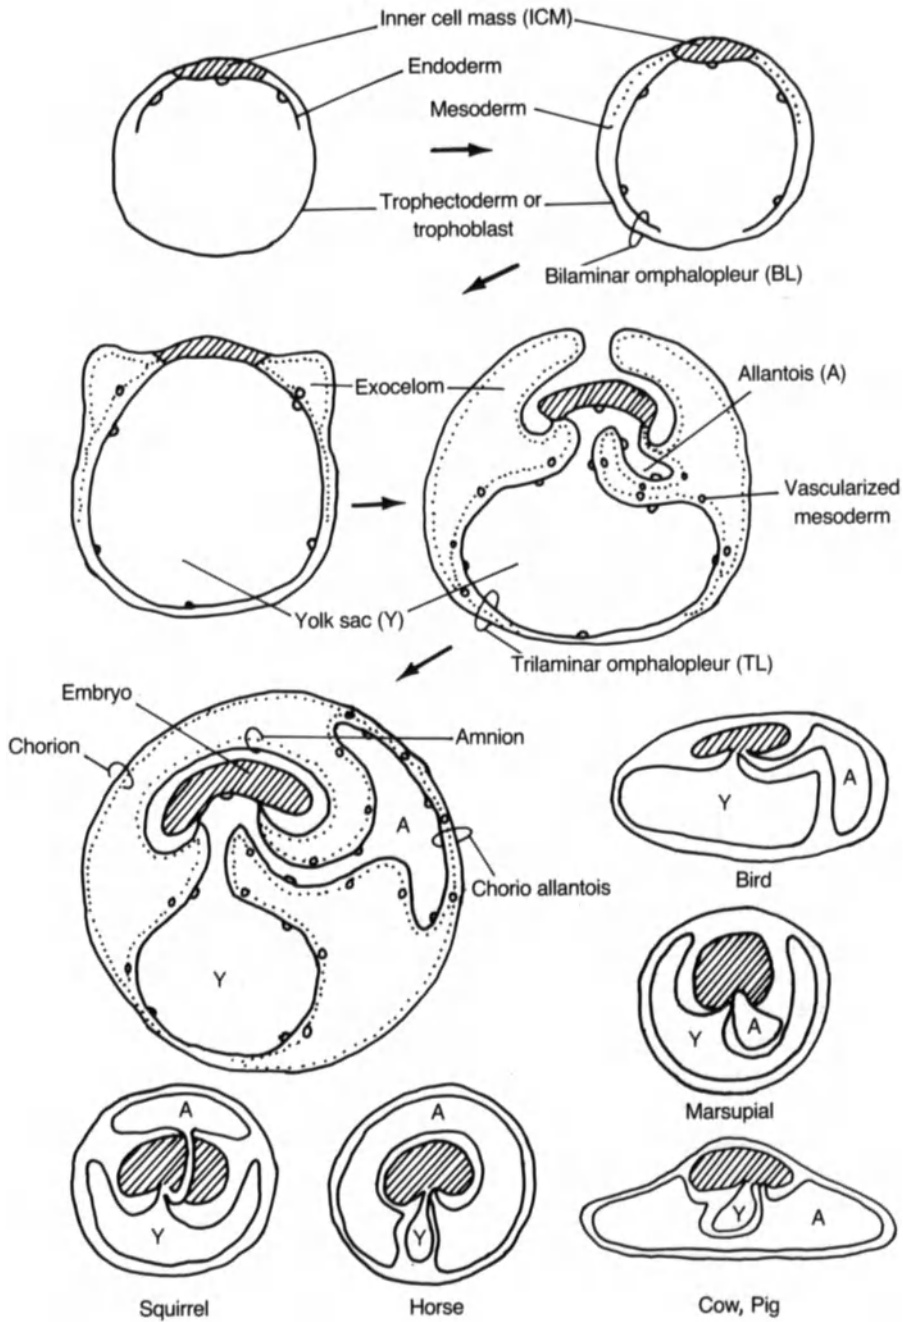 Inner cell mass (ICM)
Endoderm
Mesoderm
Trophectoderm or
trophoblast
Bilaminar omphalopleur (BL)
Exocelom
Allantois (A)
Vascularized
mesoderm
Yolk sac (Y)
Trilaminar omphalopleur (TL)
Embryo
Chorion
Amnion
A
Chorio allantois
Y
Y
A
Bird
Y
A
Marsupial
A
Y
Squirrel
A
Y
Horse
Y
A
Cow, Pig